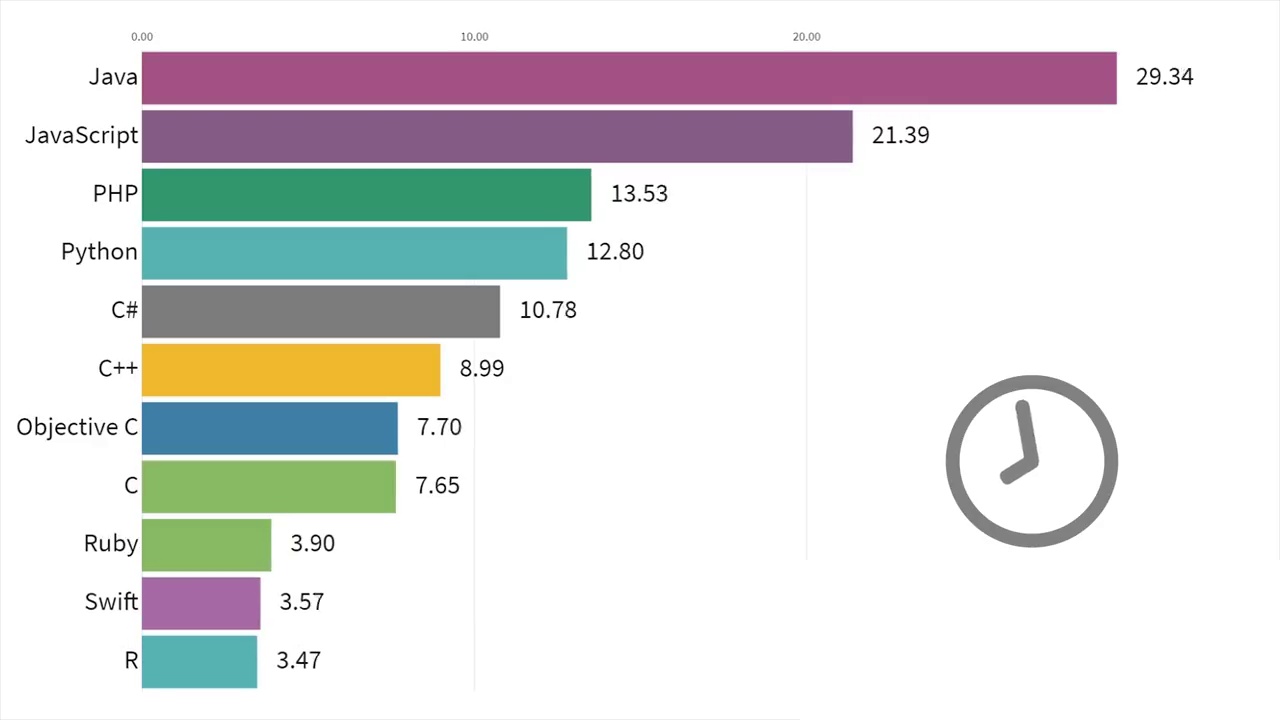 0.00 10.00 20.00
Java 29.34
JavaScript 21.39
PHP 13.53
Python 12.80
C# 10.78
C++ 8.99
Objective C 7.70
C 7.65
Ruby 3.90
Swift 3.57
R 3.47